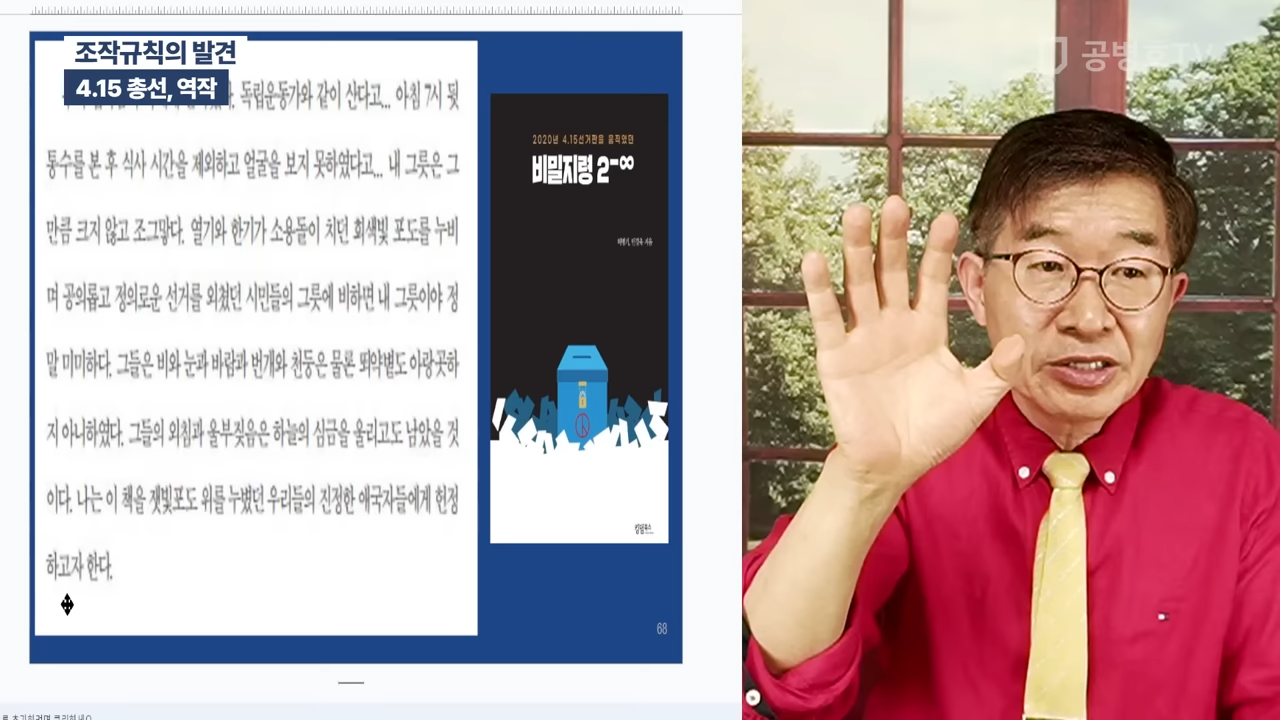 조작규칙의 발견
4.15 총선, 역작
독립운동가와 같이 산다고... 아침 7시 뒷
통수를 본 후 식사 시간을 제외하고 얼굴을 보지 못하였다고... 내 그릇은 그
만큼 크지 않고 조그맣다. 열기와 한기가 소용돌이 치던 회색빛 포도를 누비
며 공의롭고 정의로운 선거를 외쳤던 시민들의 그릇에 비하면 내 그릇이야 정
말 미미하다. 그들은 비와 눈과 바람과 번개와 천둥은 물론 뙤약볕도 아랑곳하
지 아니하였다. 그들의 외침과 울부짖음은 하늘의 심금을 울리고도 남았을 것
이다. 나는 이 책을 잿빛포도 위를 누볐던 우리들의 진정한 애국자들에게 헌정
하고자 한다.
2020년 4.15선거판을 움직였던
비밀지령 2-∞
68
공병호TV